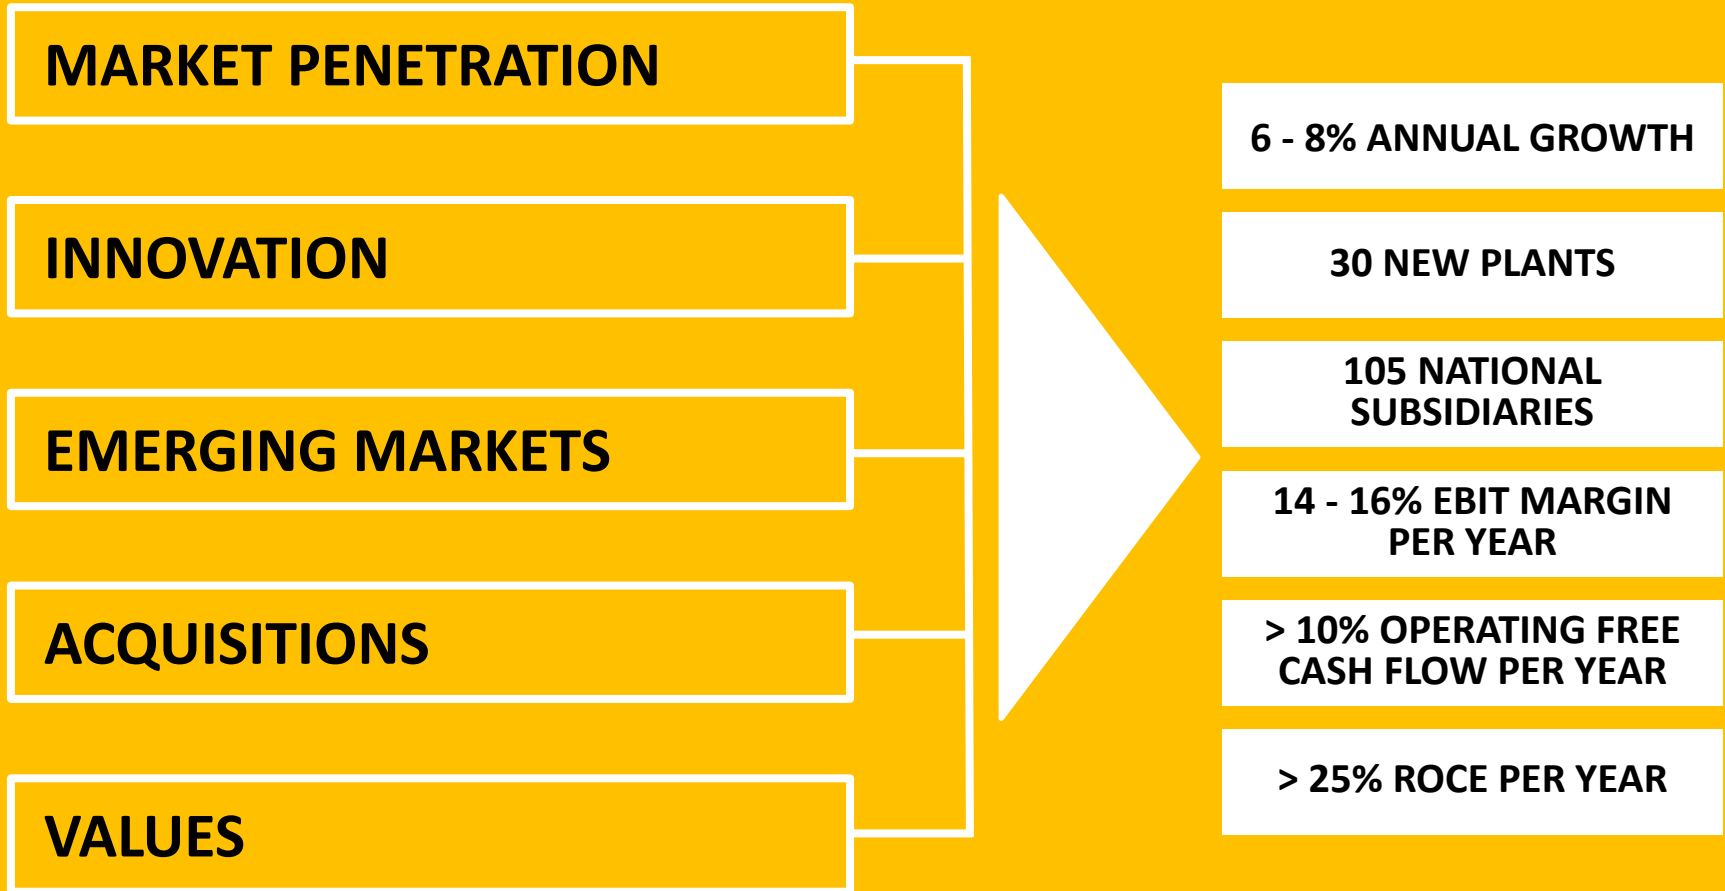 MARKET PENETRATION
INNOVATION
EMERGING MARKETS
ACQUISITIONS
VALUES
6 - 8% ANNUAL GROWTH
30 NEW PLANTS
105 NATIONAL
SUBSIDIARIES
14 - 16% EBIT MARGIN
PER YEAR
> 10% OPERATING FREE
CASH FLOW PER YEAR
> 25% ROCE PER YEAR